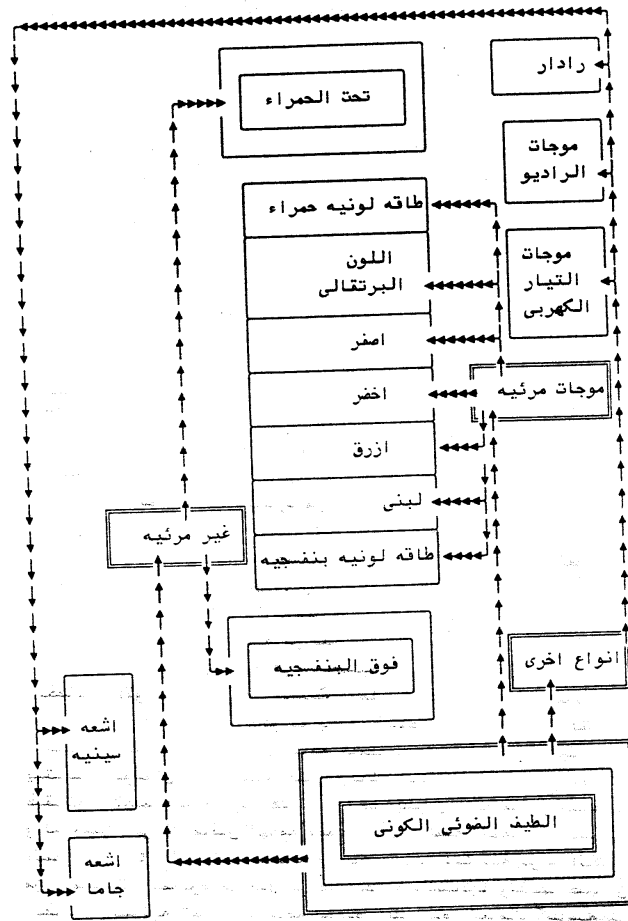 رادار
تحت الحمراء
موجات
الراديو
طاقه لونيه حمراء
موجات
التيار
الكهربى
اللون
البرتقالى
اصفر
موجات مرئيه
اخضر
ازرق
لبنى
غير مرئيه
طاقه لونيه بنفسجيه
فوق البنفسجيه
انواع اخرى
اشعه
سينيه
الطيف الضوئي الكونى
اشعه
جاما